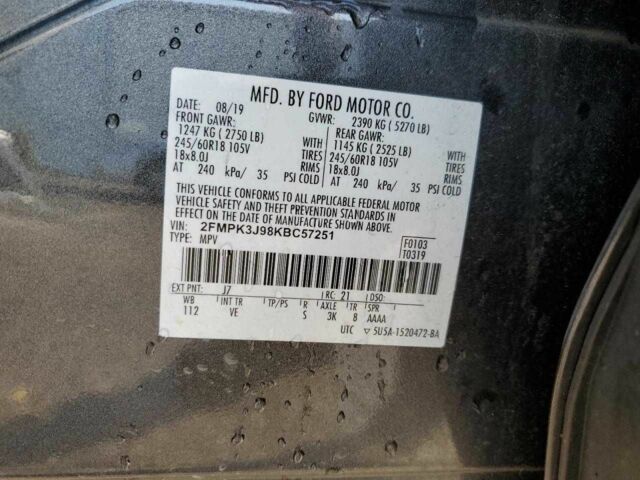 MFD. BY FORD MOTOR CO.
DATE: 08/19 GVWR: 2390 KG ( 5270 LB)
FRONT GAWR: REAR GAWR:
1247 KG ( 2750 LB) WITH 1145 KG ( 2525 LB) WITH
245/60R18 105V TIRES 245/60R18 105V TIRES
18x8.0J RIMS 18x8.0J RIMS
AT 240 kPa/ 35 PSI COLD AT 240 kPa/ 35 PSI COLD
THIS VEHICLE CONFORMS TO ALL APPLICABLE FEDERAL MOTOR
VEHICLE SAFETY AND THEFT PREVENTION STANDARDS IN
EFFECT ON THE DATE OF MANUFACTURE SHOWN ABOVE.
VIN: 2FMPK3J98KBC57251
TYPE: MPV
F0103
T0319
EXT PNT: J7 RC: 21 DSO:
WB INT TR TP/PS R AXLE TR SPR
112 VE S 3K 8 AAAA
UTC ▽ 5U5A-1520472-BA